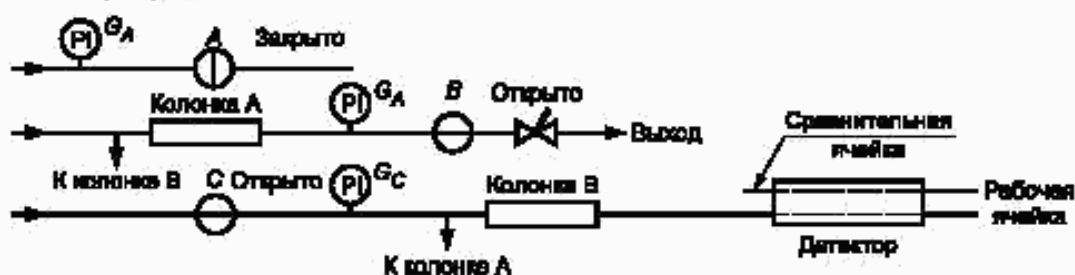 PI G_A A Закрыто
Колонка А PI G_A B Открыто
Выход
Сравнительная
ячейка
К колонке В C Открыто PI G_C Колонка В
Рабочая
ячейка
Детектор
К колонке А